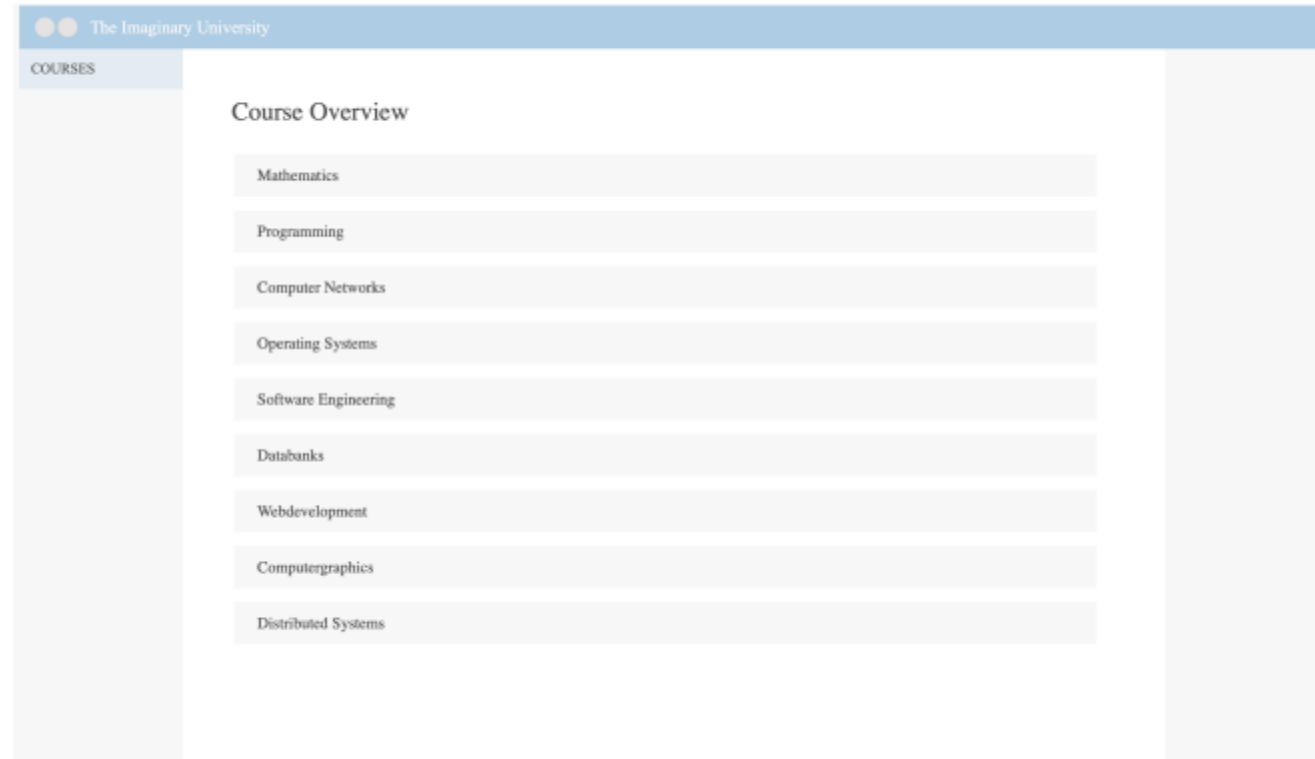 The Imaginary University
COURSES
Course Overview
Mathematics
Programming
Computer Networks
Operating Systems
Software Engineering
Databanks
Webdevelopment
Computergraphics
Distributed Systems